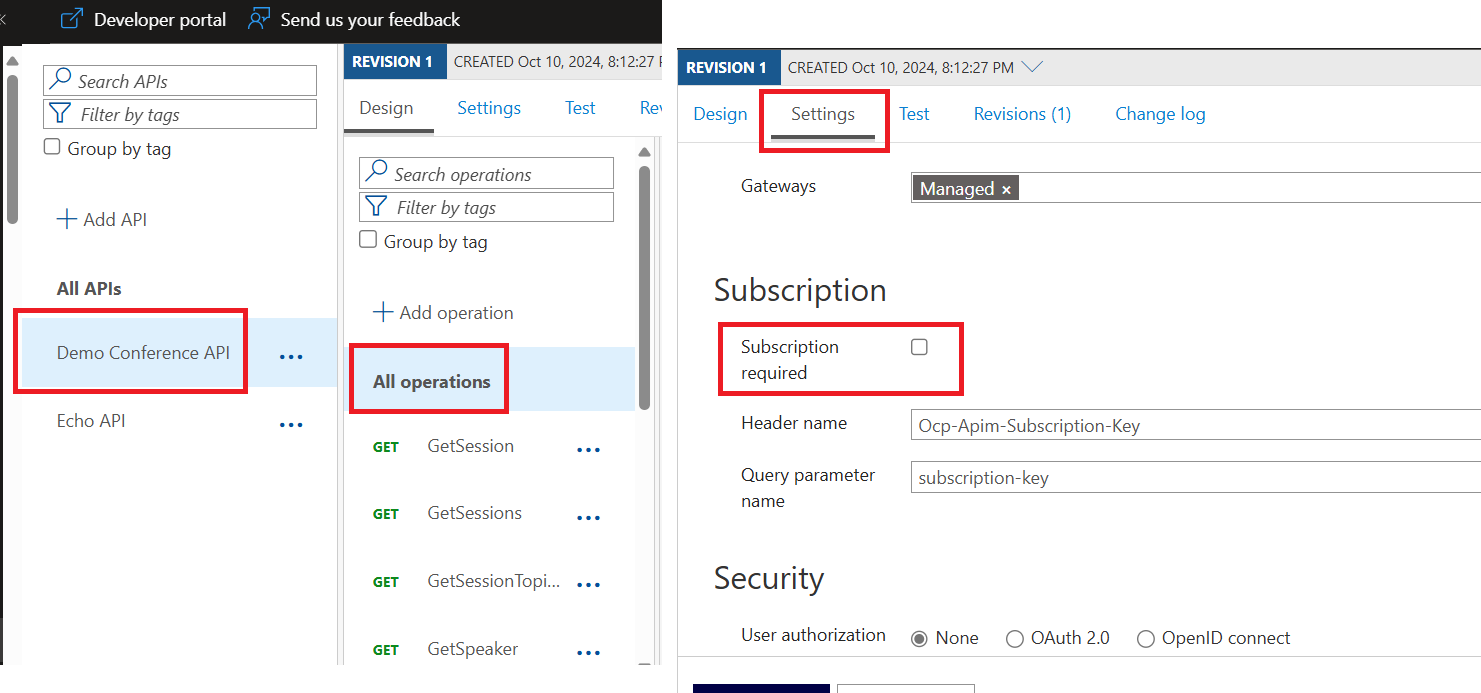 Developer portal
Send us your feedback
Search APIs
Filter by tags
Group by tag
Add API
All APIs
Demo Conference API
...
Echo API
...
REVISION 1
CREATED Oct 10, 2024, 8:12:27
Design
Settings
Test
Search operations
Filter by tags
Group by tag
Add operation
All operations
GET GetSession ...
GET GetSessions ...
GET GetSessionTopi... ...
GET GetSpeaker ...
REVISION 1
CREATED Oct 10, 2024, 8:12:27 PM
Design
Settings
Test
Revisions (1)
Change log
Gateways
Managed ×
Subscription
Subscription
required
Header name
Ocp-Apim-Subscription-Key
Query parameter
name
subscription-key
Security
User authorization
None
OAuth 2.0
OpenID connect